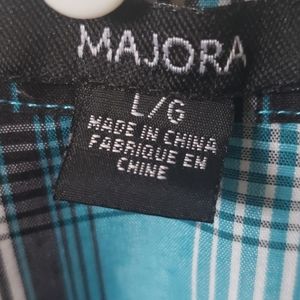 MAJORA
L/G
MADE IN CHINA
FABRIQUE EN
CHINE